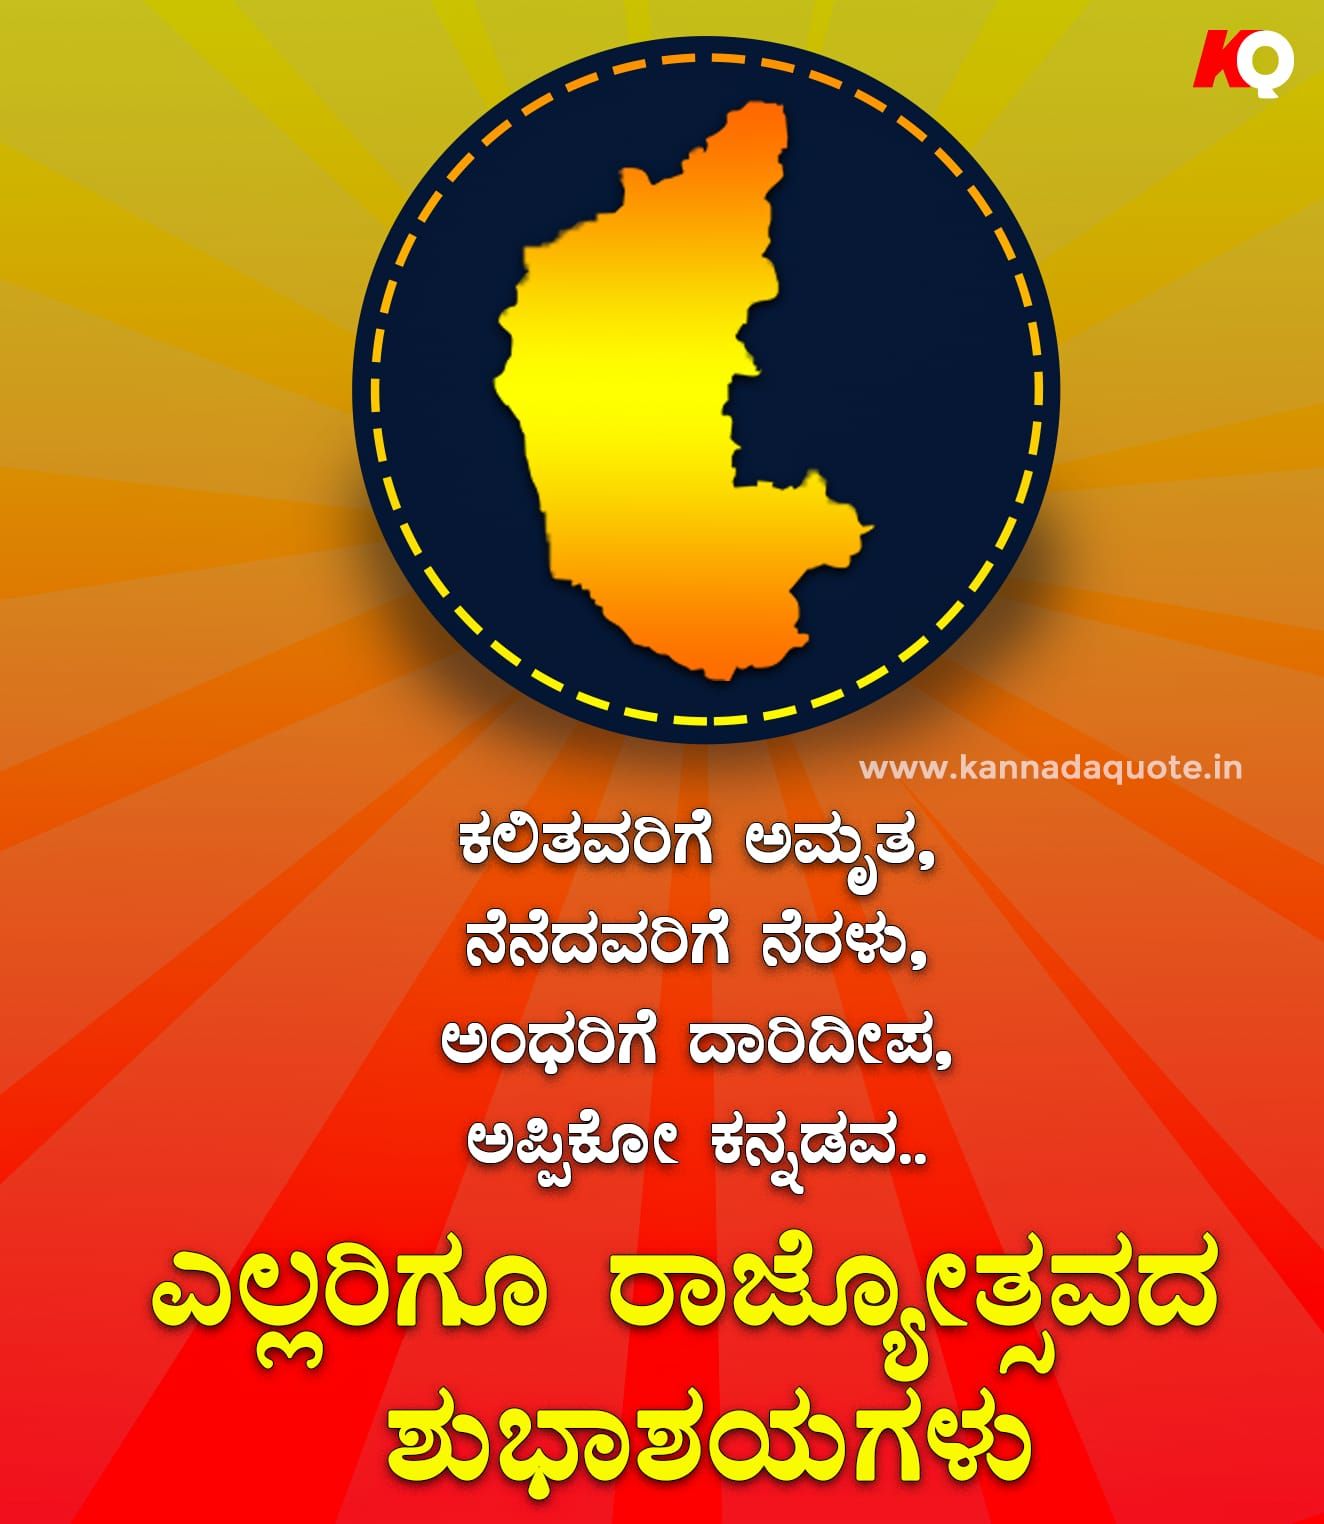 KQ
www.kannadaquote.in
ಕಲಿತವರಿಗೆ ಅಮೃತ,
ನೆನೆದವರಿಗೆ ನೆರಳು,
ಅಂಧರಿಗೆ ದಾರಿದೀಪ,
ಅಪ್ಪಿಕೋ ಕನ್ನಡವ..
ಎಲ್ಲರಿಗೂ ರಾಜ್ಯೋತ್ಸವದ
ಶುಭಾಶಯಗಳು